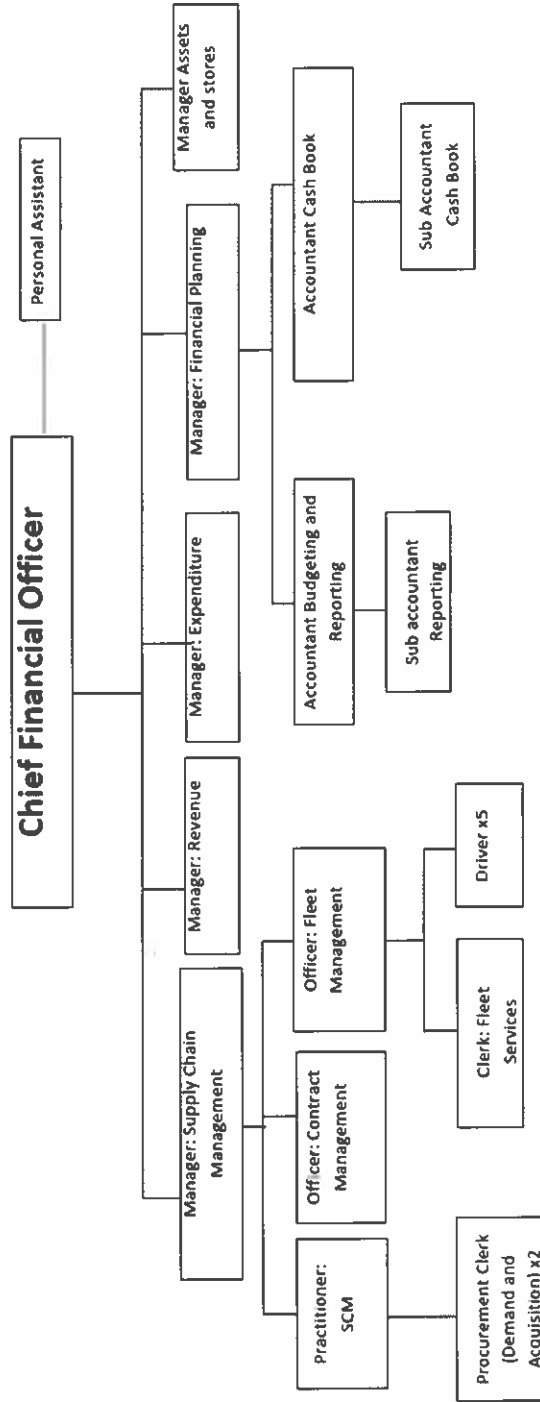 Chief Financial Officer
Personal Assistant
Manager: Supply Chain
Management
Manager: Revenue
Manager: Expenditure
Manager: Financial Planning
Manager Assets
and stores
Practitioner:
SCM
Officer: Contract
Management
Officer: Fleet
Management
Accountant Budgeting and
Reporting
Accountant Cash Book
Procurement Clerk
(Demand and
Acquisition) x2
Clerk: Fleet
Services
Driver x5
Sub accountant
Reporting
Sub Accountant
Cash Book